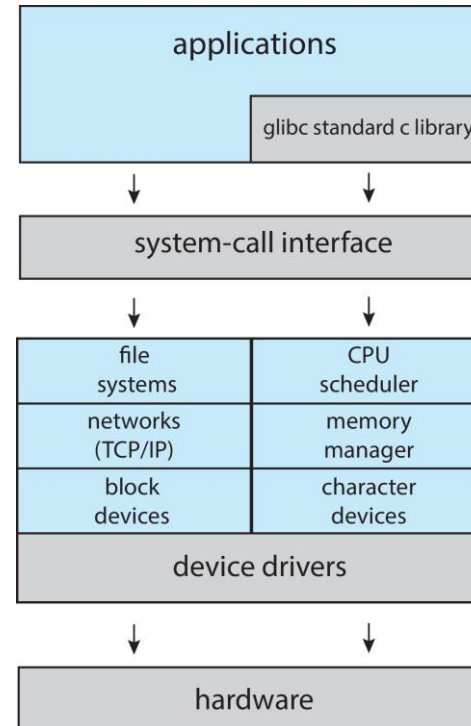 applications
glibc standard c library
system-call interface
file
systems
CPU
scheduler
networks
(TCP/IP)
memory
manager
block
devices
character
devices
device drivers
hardware